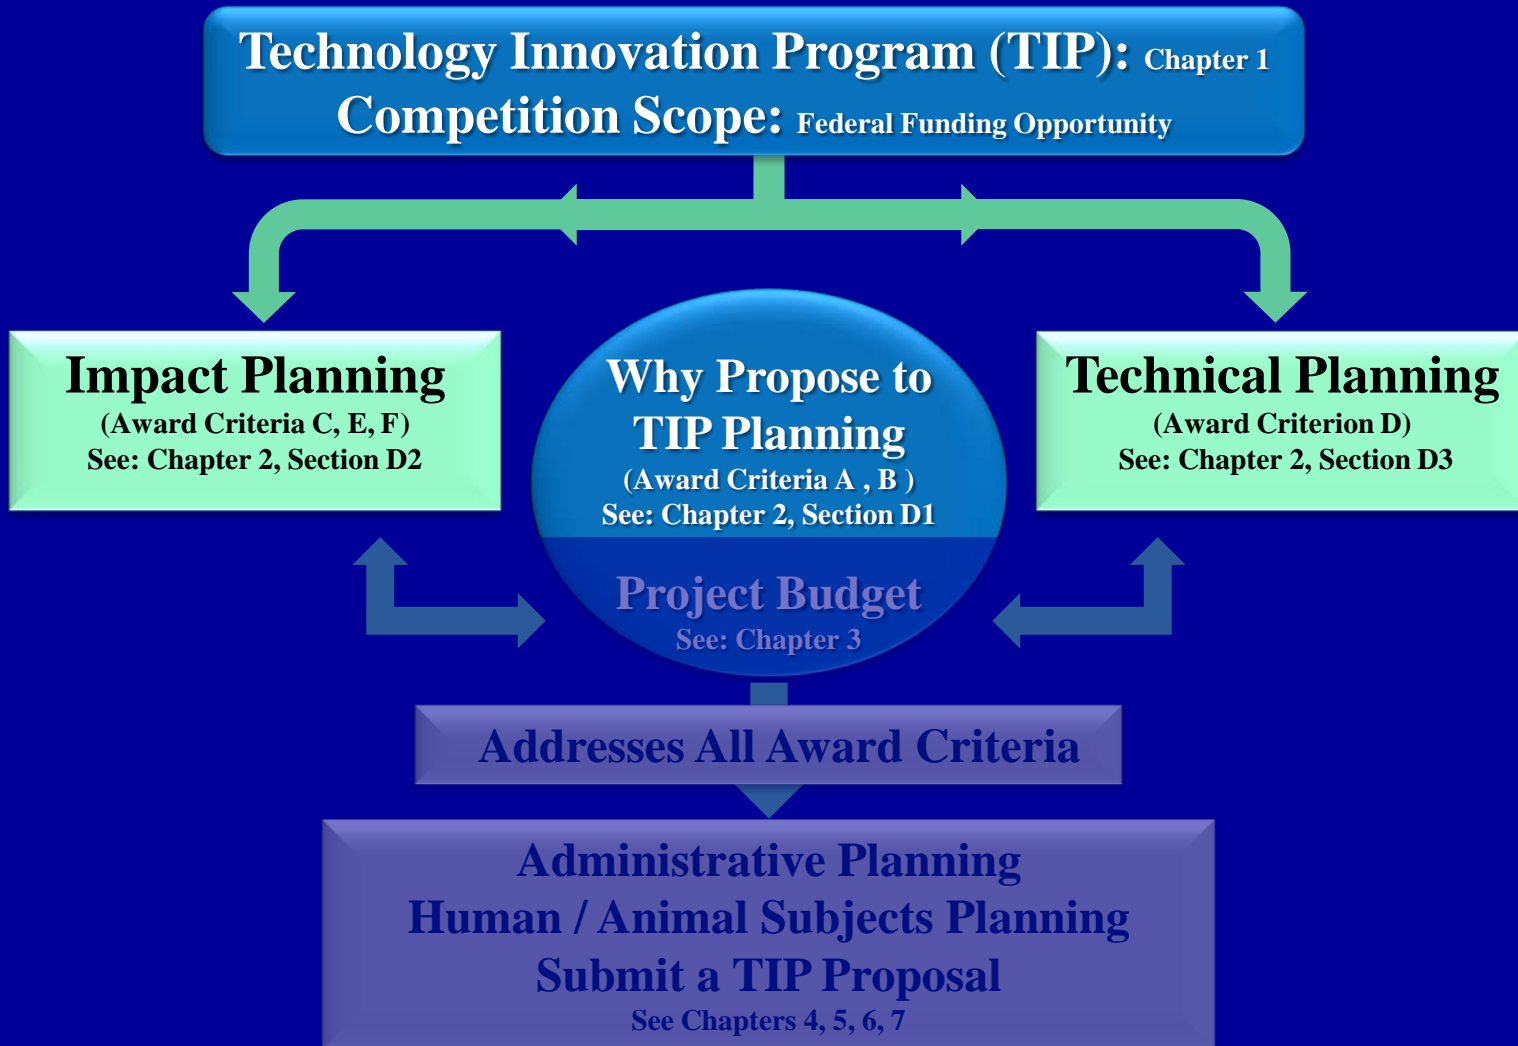 Technology Innovation Program (TIP): Chapter 1
Competition Scope: Federal Funding Opportunity
Impact Planning
(Award Criteria C, E, F)
See: Chapter 2, Section D2
Why Propose to
TIP Planning
(Award Criteria A , B )
See: Chapter 2, Section D1
Technical Planning
(Award Criterion D)
See: Chapter 2, Section D3
Project Budget
See: Chapter 3
Addresses All Award Criteria
Administrative Planning
Human / Animal Subjects Planning
Submit a TIP Proposal
See Chapters 4, 5, 6, 7